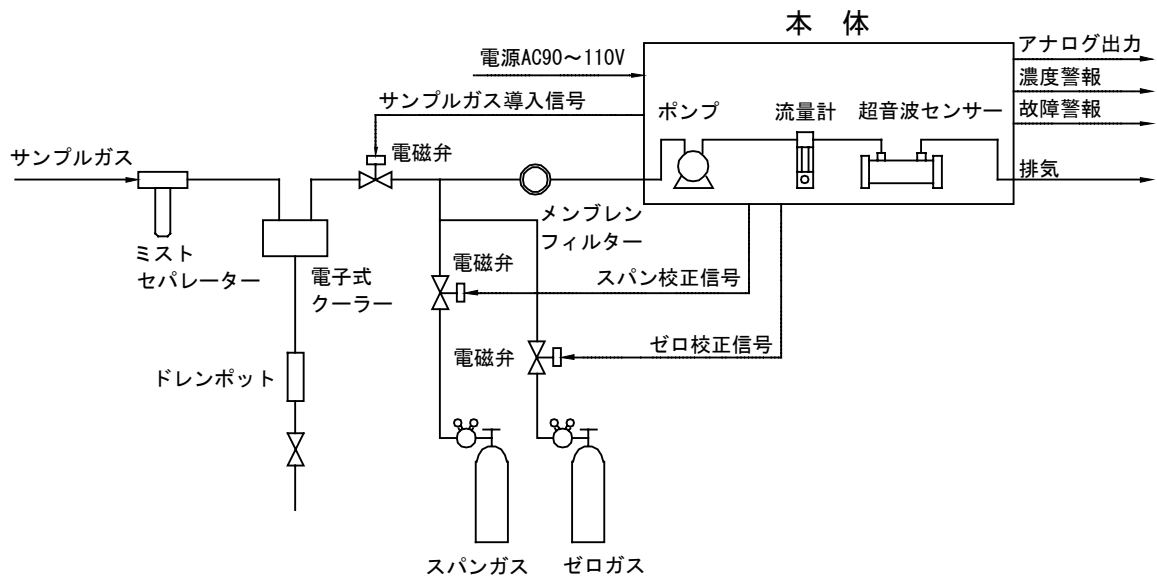 本 体
アナログ出力
電源AC90～110V
濃度警報
サンプルガス導入信号
ポンプ
流量計
超音波センサー
故障警報
サンプルガス
電磁弁
排気
メンブレン
フィルター
ミスト
セパレーター
電子式
クーラー
電磁弁
スパン校正信号
電磁弁
ゼロ校正信号
ドレンポット
スパンガス
ゼロガス